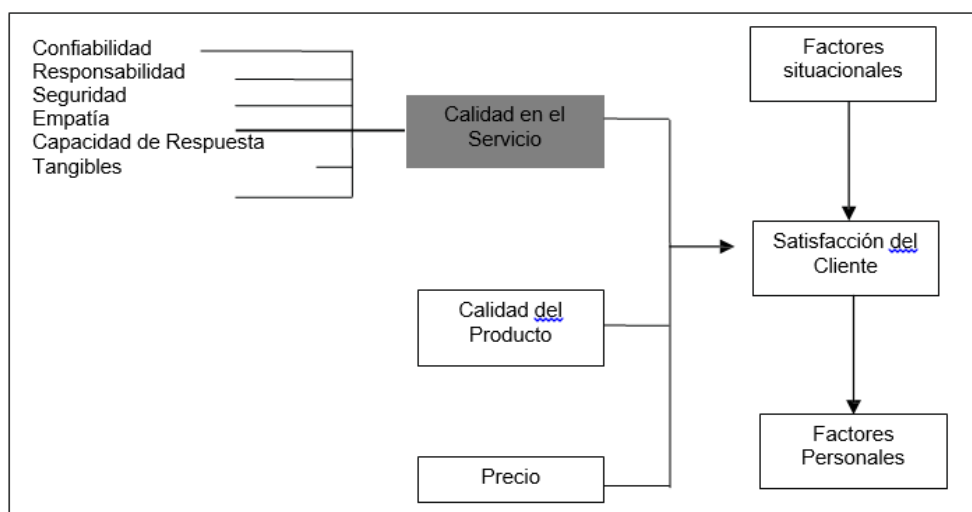 Confiabilidad
Responsabilidad
Seguridad
Empatía
Capacidad de Respuesta
Tangibles
Calidad en el
Servicio
Calidad del
Producto
Precio
Factores
situacionales
Satisfacción del
Cliente
Factores
Personales